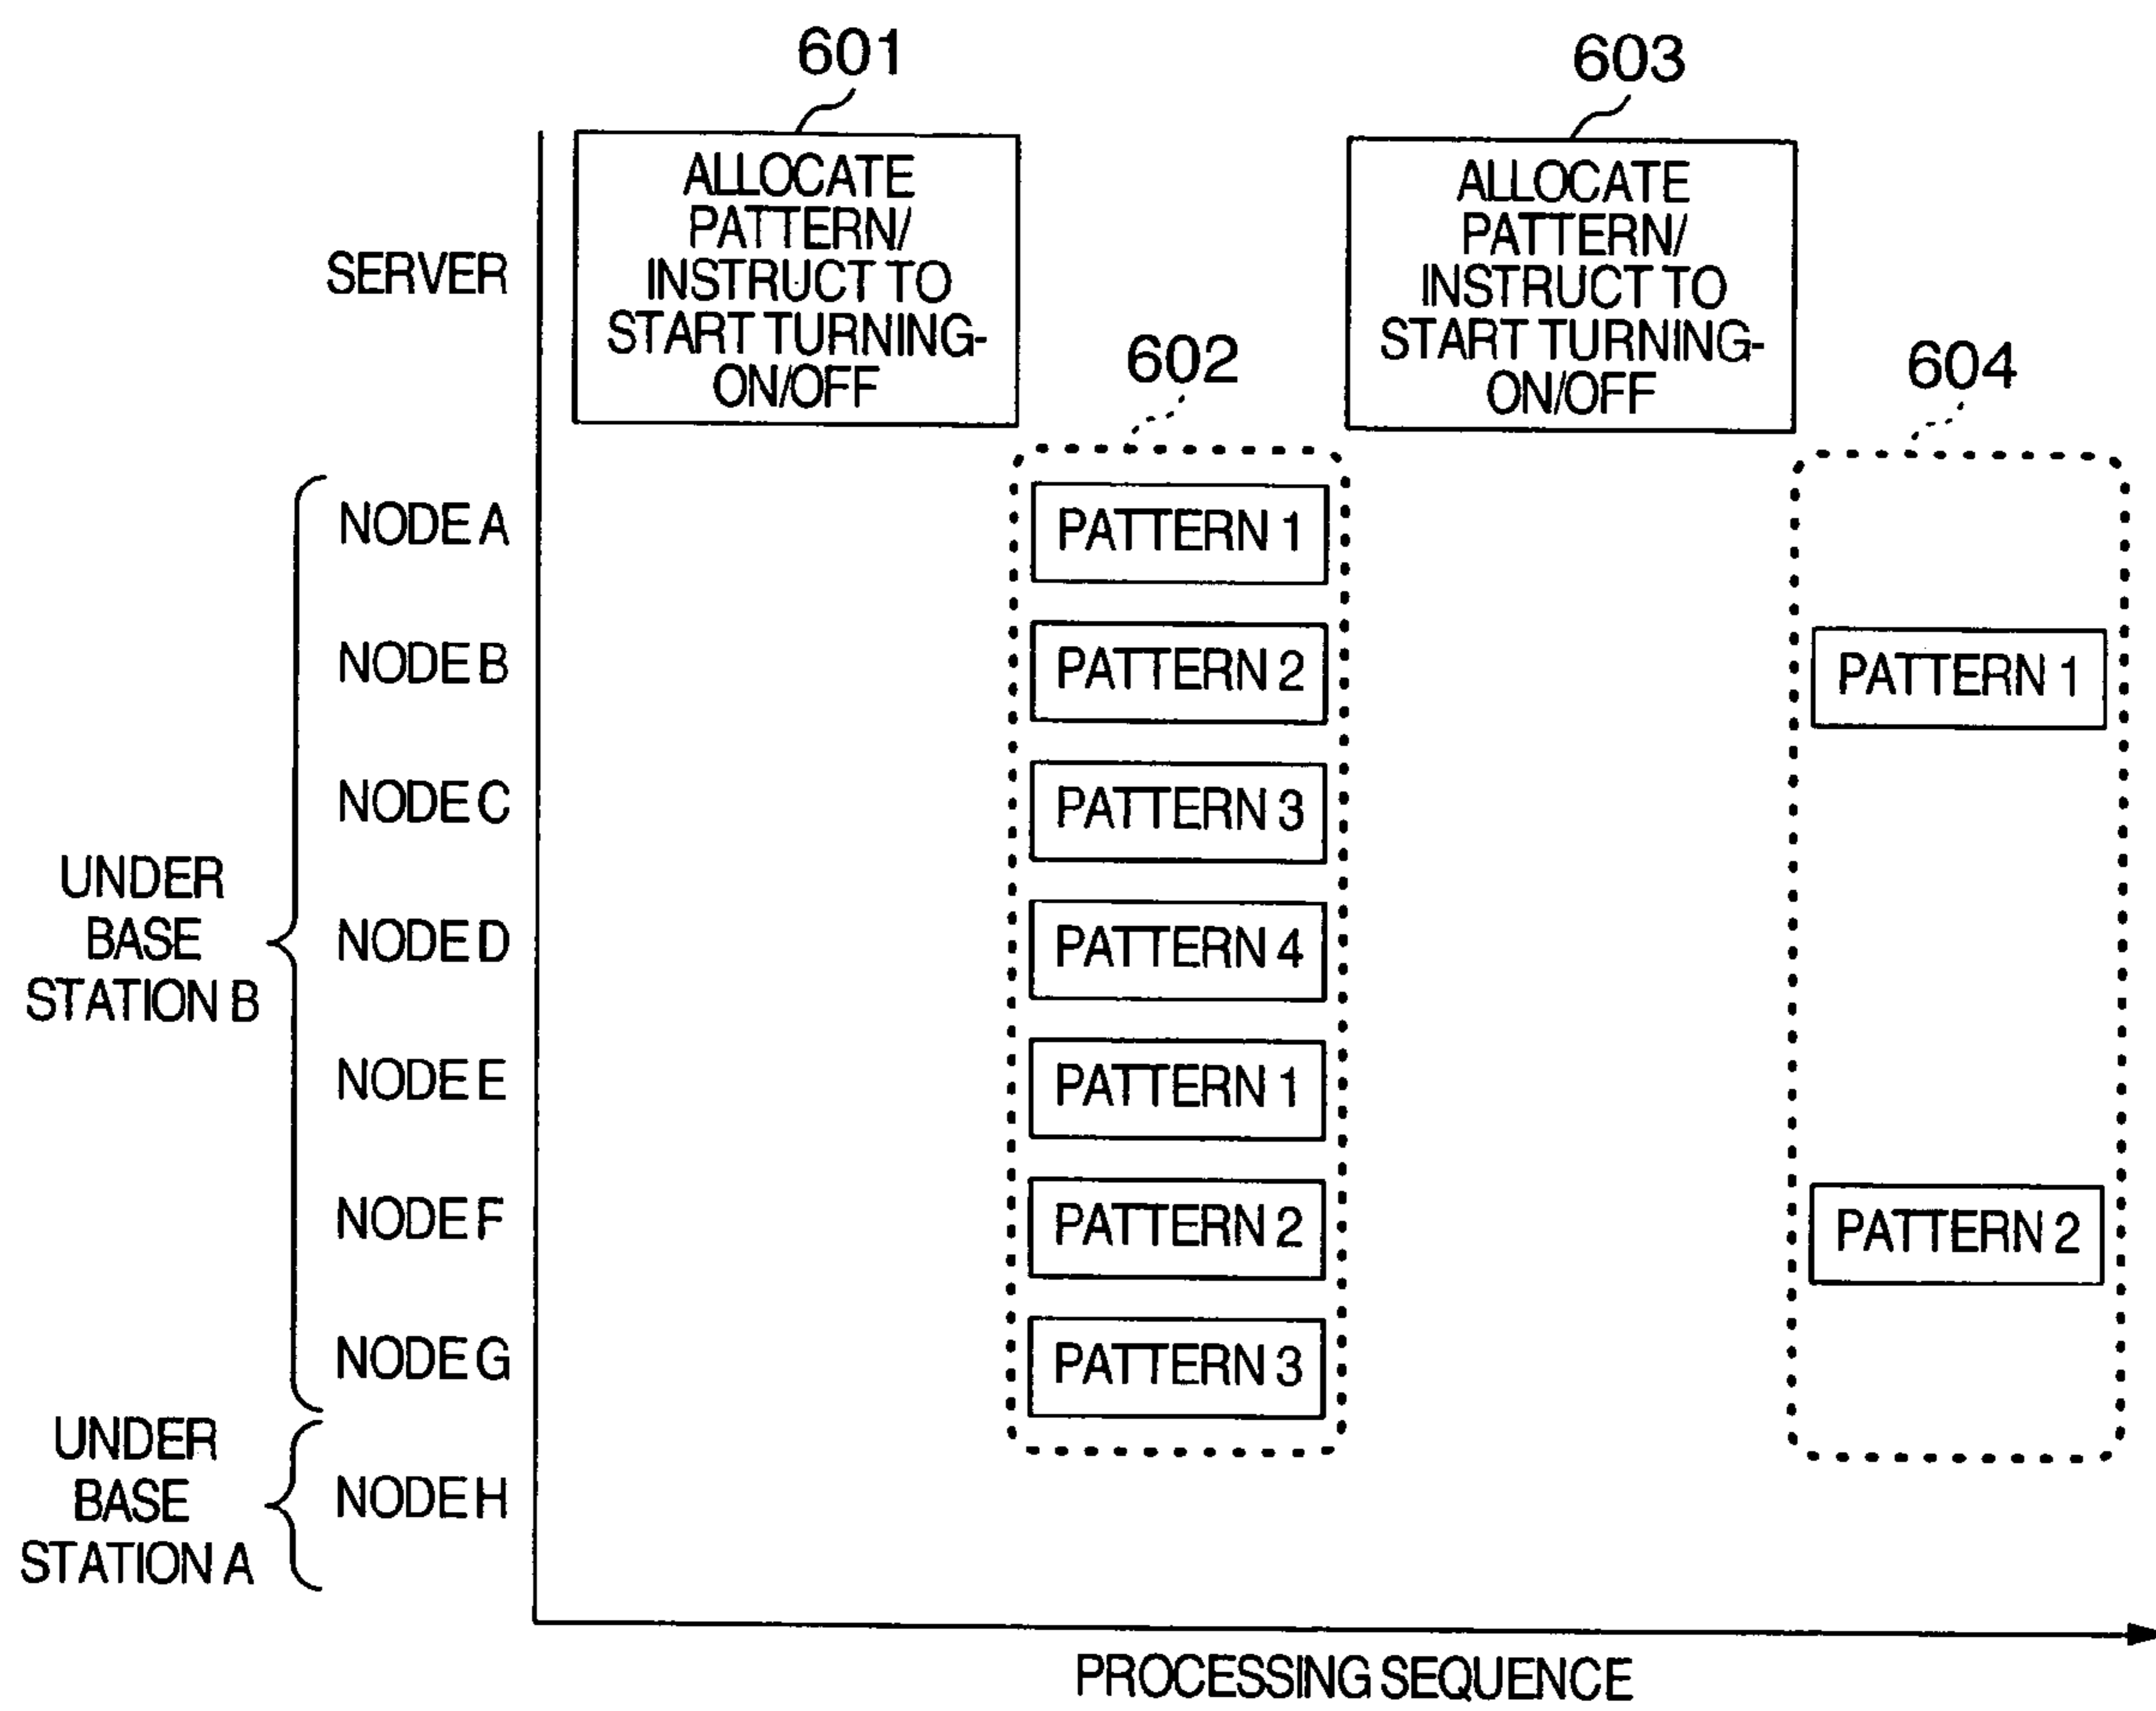 601
603
ALLOCATE
PATTERN/
INSTRUCT TO
START TURNING-
ON/OFF
ALLOCATE
PATTERN/
INSTRUCT TO
START TURNING-
ON/OFF
SERVER
602
604
NODE A
PATTERN 1
NODE B
PATTERN 2
PATTERN 1
NODE C
PATTERN 3
UNDER
BASE
STATION B
NODE D
PATTERN 4
NODE E
PATTERN 1
NODE F
PATTERN 2
PATTERN 2
NODE G
PATTERN 3
UNDER
BASE
STATION A
NODE H
PROCESSING SEQUENCE